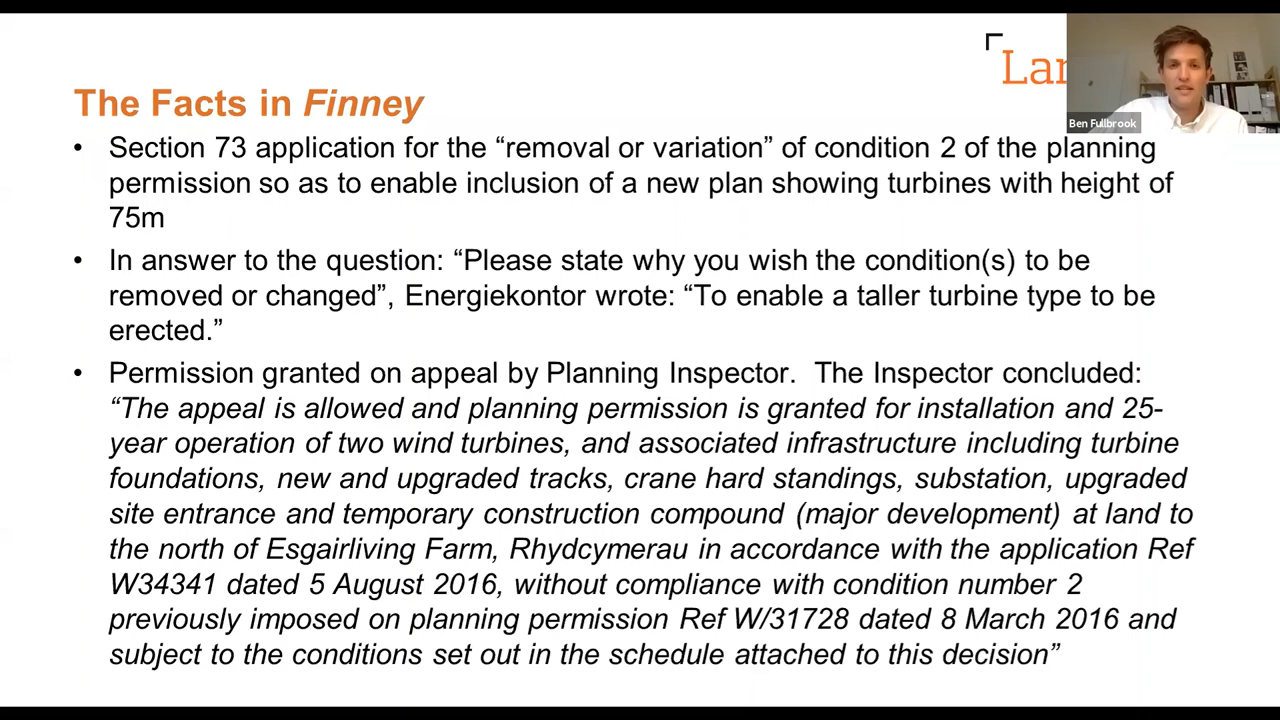 Lan
Ben Fullbrook
The Facts in Finney
• Section 73 application for the “removal or variation” of condition 2 of the planning
permission so as to enable inclusion of a new plan showing turbines with height of
75m
• In answer to the question: “Please state why you wish the condition(s) to be
removed or changed”, Energiekontor wrote: “To enable a taller turbine type to be
erected.”
• Permission granted on appeal by Planning Inspector.  The Inspector concluded:
“The appeal is allowed and planning permission is granted for installation and 25-
year operation of two wind turbines, and associated infrastructure including turbine
foundations, new and upgraded tracks, crane hard standings, substation, upgraded
site entrance and temporary construction compound (major development) at land to
the north of Esgairliving Farm, Rhydcymerau in accordance with the application Ref
W34341 dated 5 August 2016, without compliance with condition number 2
previously imposed on planning permission Ref W/31728 dated 8 March 2016 and
subject to the conditions set out in the schedule attached to this decision”